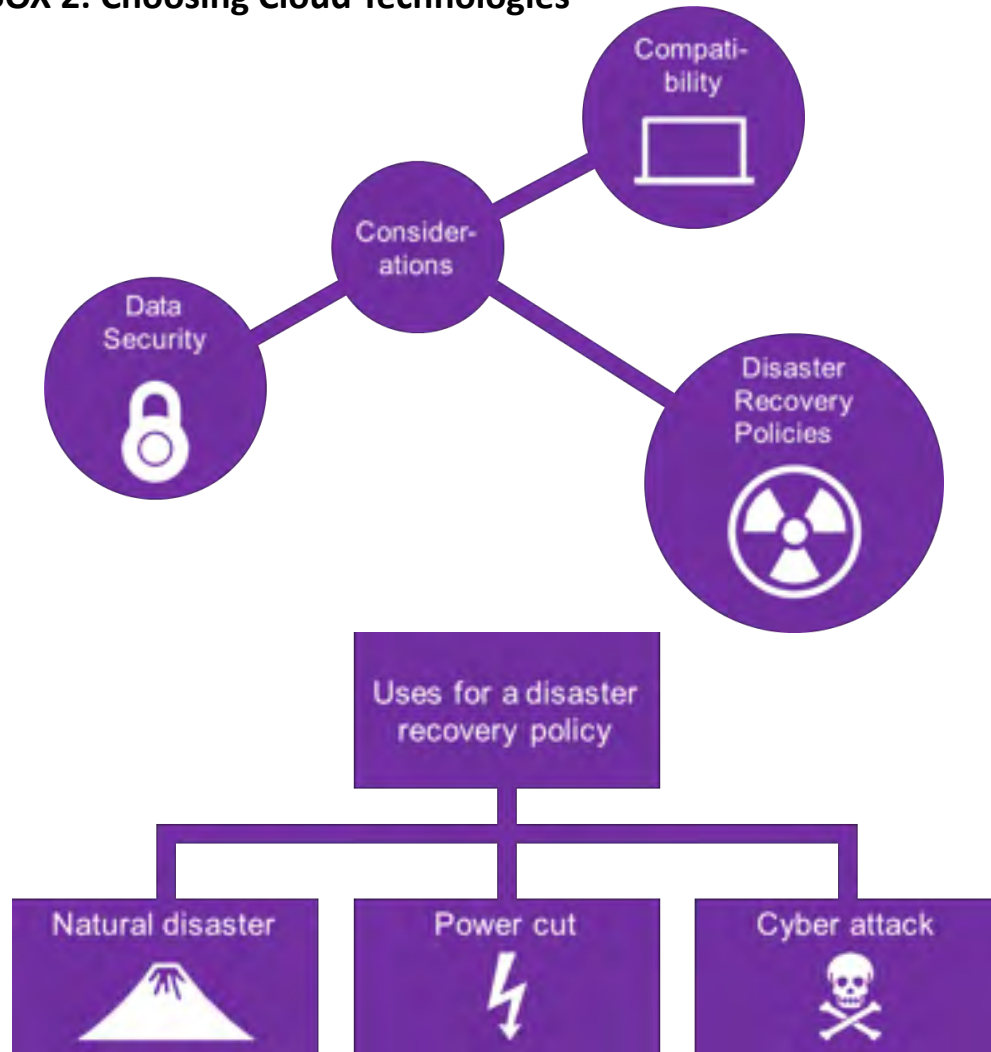 BOX 2: Choosing Cloud Technologies
Compati-
bility
Consider-
ations
Data
Security
Disaster
Recovery
Policies
Uses for a disaster
recovery policy
Natural disaster
Power cut
Cyber attack